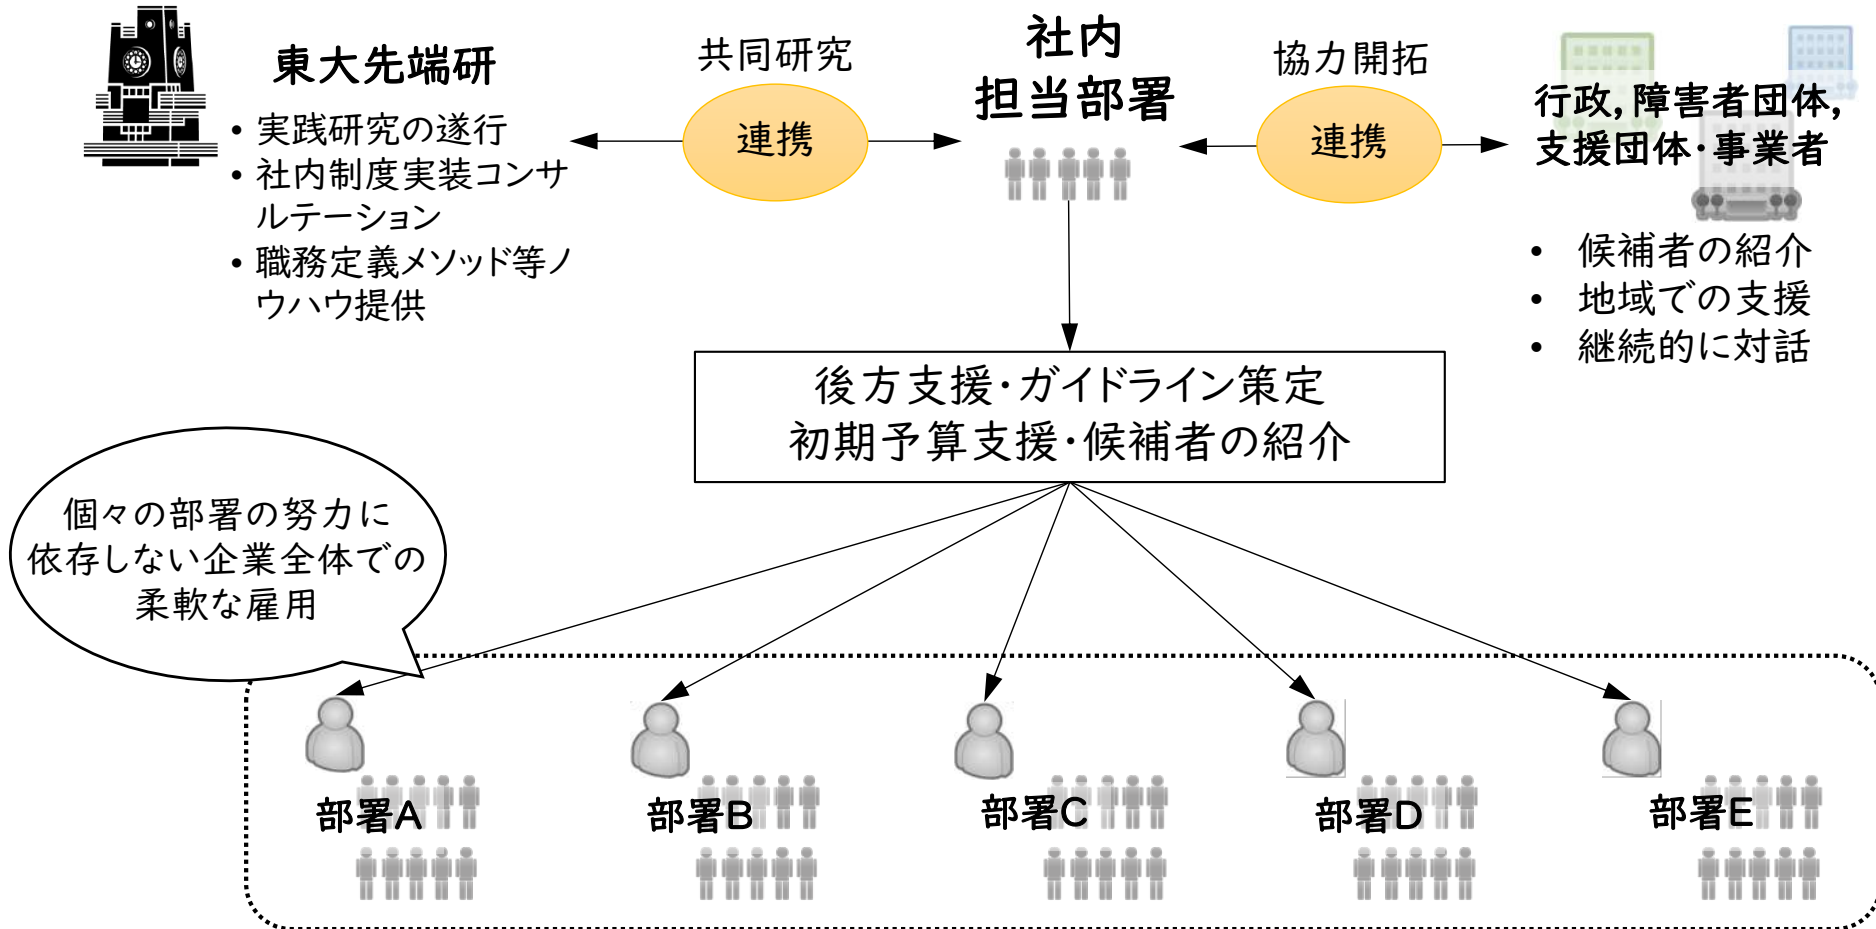 東大先端研
• 実践研究の遂行
• 社内制度実装コンサ
ルテーション
• 職務定義メソッド等ノ
ウハウ提供
共同研究
連携
社内
担当部署
協力開拓
連携
行政，障害者団体，
支援団体・事業者
• 候補者の紹介
• 地域での支援
• 継続的に対話
後方支援・ガイドライン策定
初期予算支援・候補者の紹介
個々の部署の努力に
依存しない企業全体での
柔軟な雇用
部署A
部署B
部署C
部署D
部署E